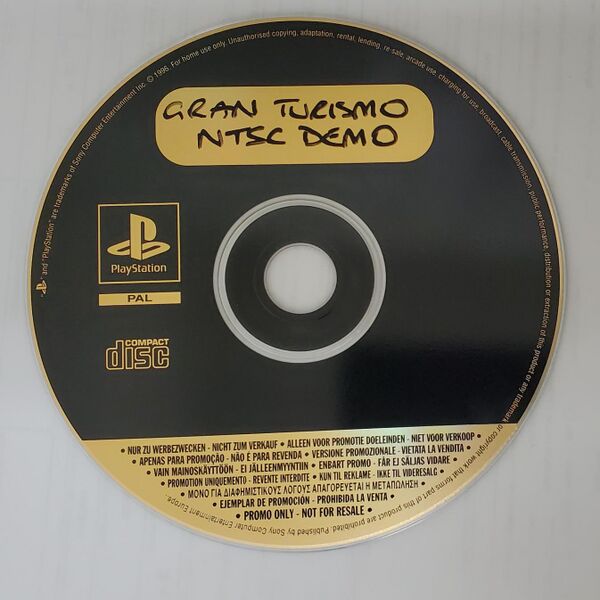 GRAN TURISMO
NTSC DEMO
"PS" and "PlayStation" are trademarks of Sony Computer Entertainment Inc. © 1996. For home use only. Unauthorised copying, adaptation, rental, lending, re-sale, arcade use, charging for use, broadcast, cable transmission, public performance, distribution or extraction of this product or any trademark or copyright work that forms part of this product are prohibited. Published by Sony Computer Entertainment Europe.
PlayStation
PAL
COMPACT
disc
• NUR ZU WERBEZWECKEN - NICHT ZUM VERKAUF • ALLEEN VOOR PROMOTIE DOELEINDEN - NIET VOOR VERKOOP •
APENAS PARA PROMOÇÃO - NÃO É PARA REVENDA • VERSIONE PROMOZIONALE - VIETATA LA VENDITA •
VAIN MAINOSKÄYTTÖÖN - EI JÄLLEENMYYNTIIN • ENBART PROMO - FÅR EJ SÄLJAS VIDARE •
PROMOTION UNIQUEMENT - REVENTE INTERDITE • KUN TIL REKLAME - IKKE TIL VIDERESALG •
• ΜΟΝΟ ΓΙΑ ΔΙΑΦΗΜΙΣΤΙΚΟΥΣ ΛΟΓΟΥΣ ΑΠΑΓΟΡΕΥΕΤΑΙ Η ΜΕΤΑΠΩΛΗΣΗ •
• EJEMPLAR DE PROMOCIÓN - PROHIBIDA LA VENTA •
• PROMO ONLY - NOT FOR RESALE •